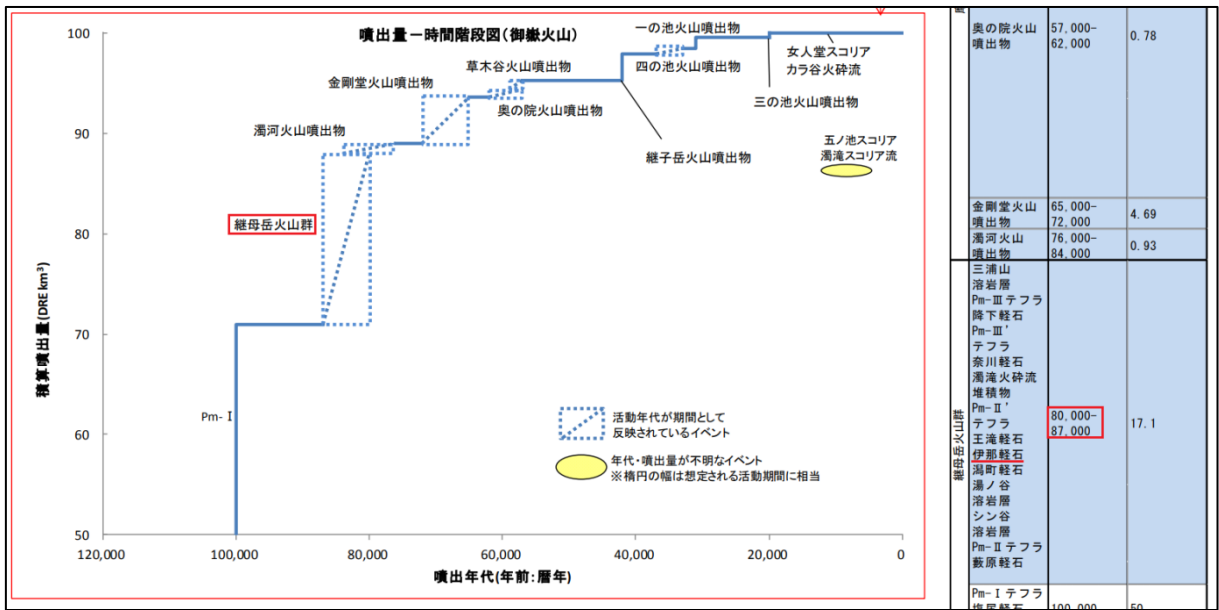 噴出量－時間階段図(御嶽火山)
積算噴出量(DRE km³)
100
90
80
70
60
50
120,000
100,000
80,000
60,000
40,000
20,000
0
噴出年代(年前:暦年)
Pm-Ⅰ
継母岳火山群
濁河火山噴出物
金剛堂火山噴出物
草木谷火山噴出物
奥の院火山噴出物
継子岳火山噴出物
一の池火山噴出物
四の池火山噴出物
三の池火山噴出物
女人堂スコリア
カラ谷火砕流
五ノ池スコリア
濁滝スコリア流
活動年代が期間として
反映されているイベント
年代・噴出量が不明なイベント
※楕円の幅は想定される活動期間に相当
奥の院火山
噴出物
57,000-
62,000
0.78
金剛堂火山
噴出物
65,000-
72,000
4.69
濁河火山
噴出物
76,000-
84,000
0.93
継母岳火山群
三浦山
溶岩層
Pm-Ⅲテフラ
降下軽石
Pm-Ⅲ'
テフラ
奈川軽石
濁滝火砕流
堆積物
Pm-Ⅱ'
テフラ
王滝軽石
伊那軽石
潟町軽石
湯ノ谷
溶岩層
シン谷
溶岩層
Pm-Ⅱテフラ
藪原軽石
80,000-
87,000
17.1
Pm-Ⅰテフラ
塩尻軽石
100,000
50